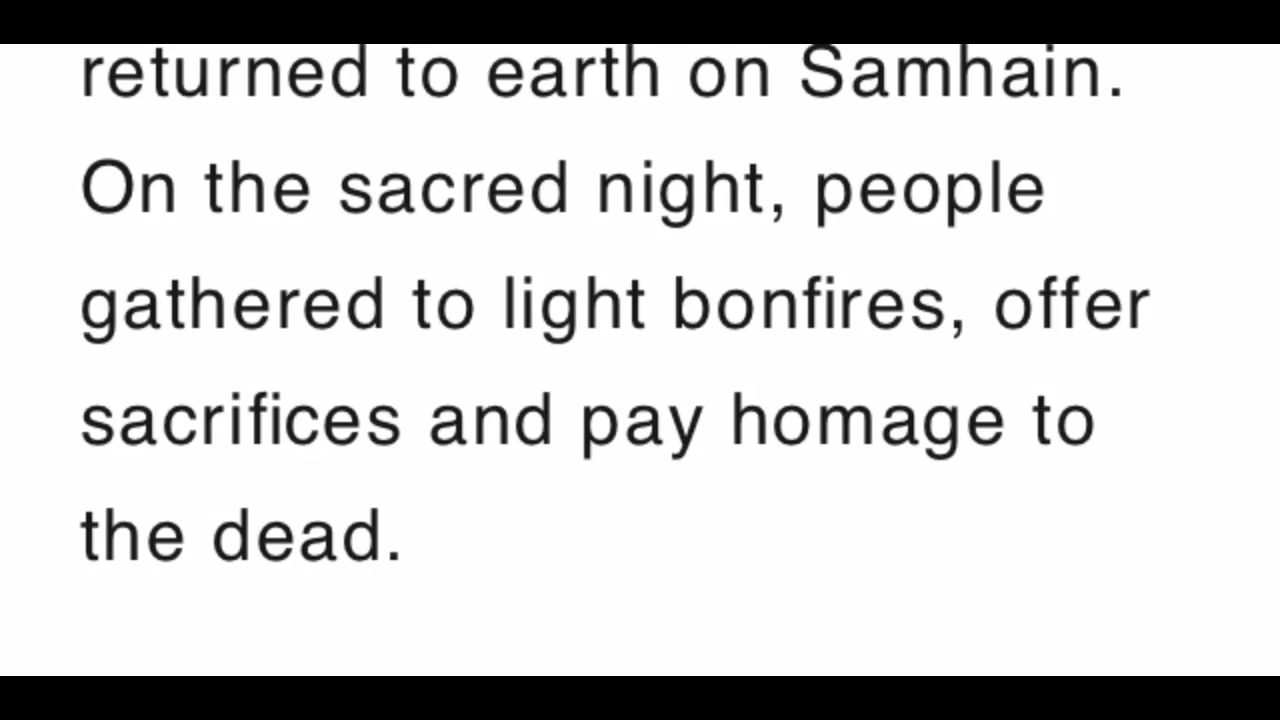 returned to earth on Samhain.
On the sacred night, people
gathered to light bonfires, offer
sacrifices and pay homage to
the dead.